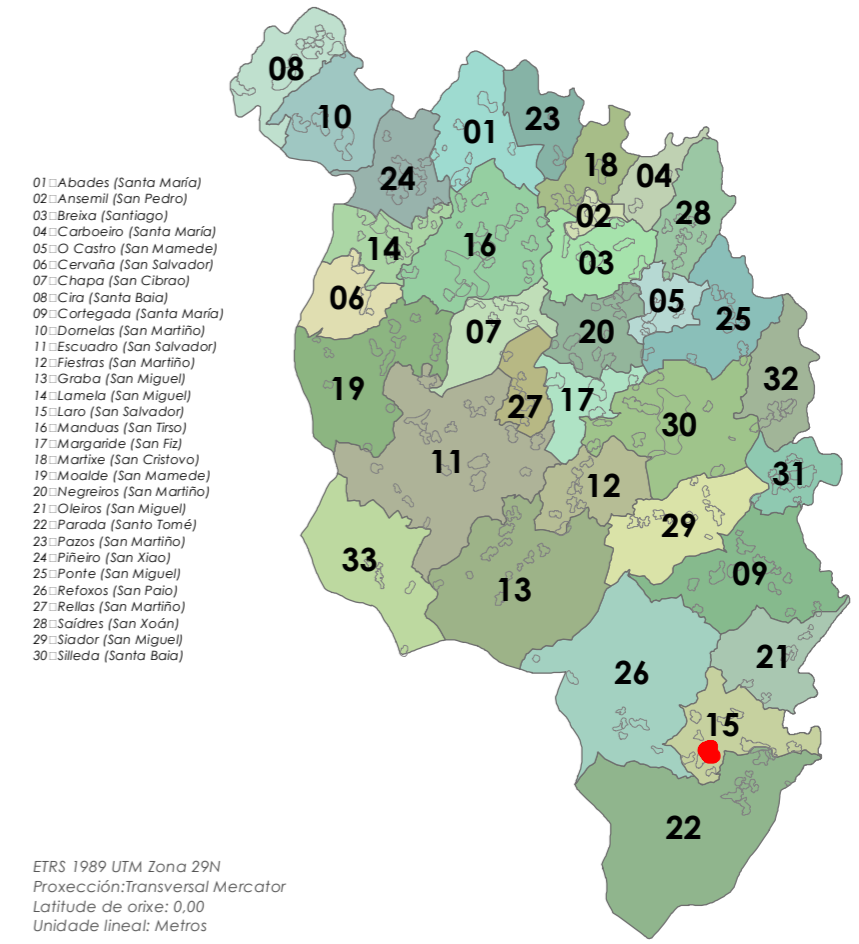 08
10
01
23
18
04
24
02
28
14
16
03
06
05
25
07
20
32
19
27
17
30
11
12
31
29
33
13
09
26
21
15
22
01□Abades (Santa María)
02□Ansemil (San Pedro)
03□Breixa (Santiago)
04□Carboeiro (Santa María)
05□O Castro (San Mamede)
06□Cervaña (San Salvador)
07□Chapa (San Cibrao)
08□Cira (Santa Baia)
09□Cortegada (Santa María)
10□Dornelas (San Martiño)
11□Escuadro (San Salvador)
12□Fiestras (San Martiño)
13□Graba (San Miguel)
14□Lamela (San Miguel)
15□Laro (San Salvador)
16□Manduas (San Tirso)
17□Margaride (San Fiz)
18□Martixe (San Cristovo)
19□Moalde (San Mamede)
20□Negreiros (San Martiño)
21□Oleiros (San Miguel)
22□Parada (Santo Tomé)
23□Pazos (San Martiño)
24□Piñeiro (San Xiao)
25□Ponte (San Miguel)
26□Refoxos (San Paio)
27□Rellas (San Martiño)
28□Saídres (San Xoán)
29□Siador (San Miguel)
30□Silleda (Santa Baia)
ETRS 1989 UTM Zona 29N
Proxección:Transversal Mercator
Latitude de orixe: 0,00
Unidade lineal: Metros